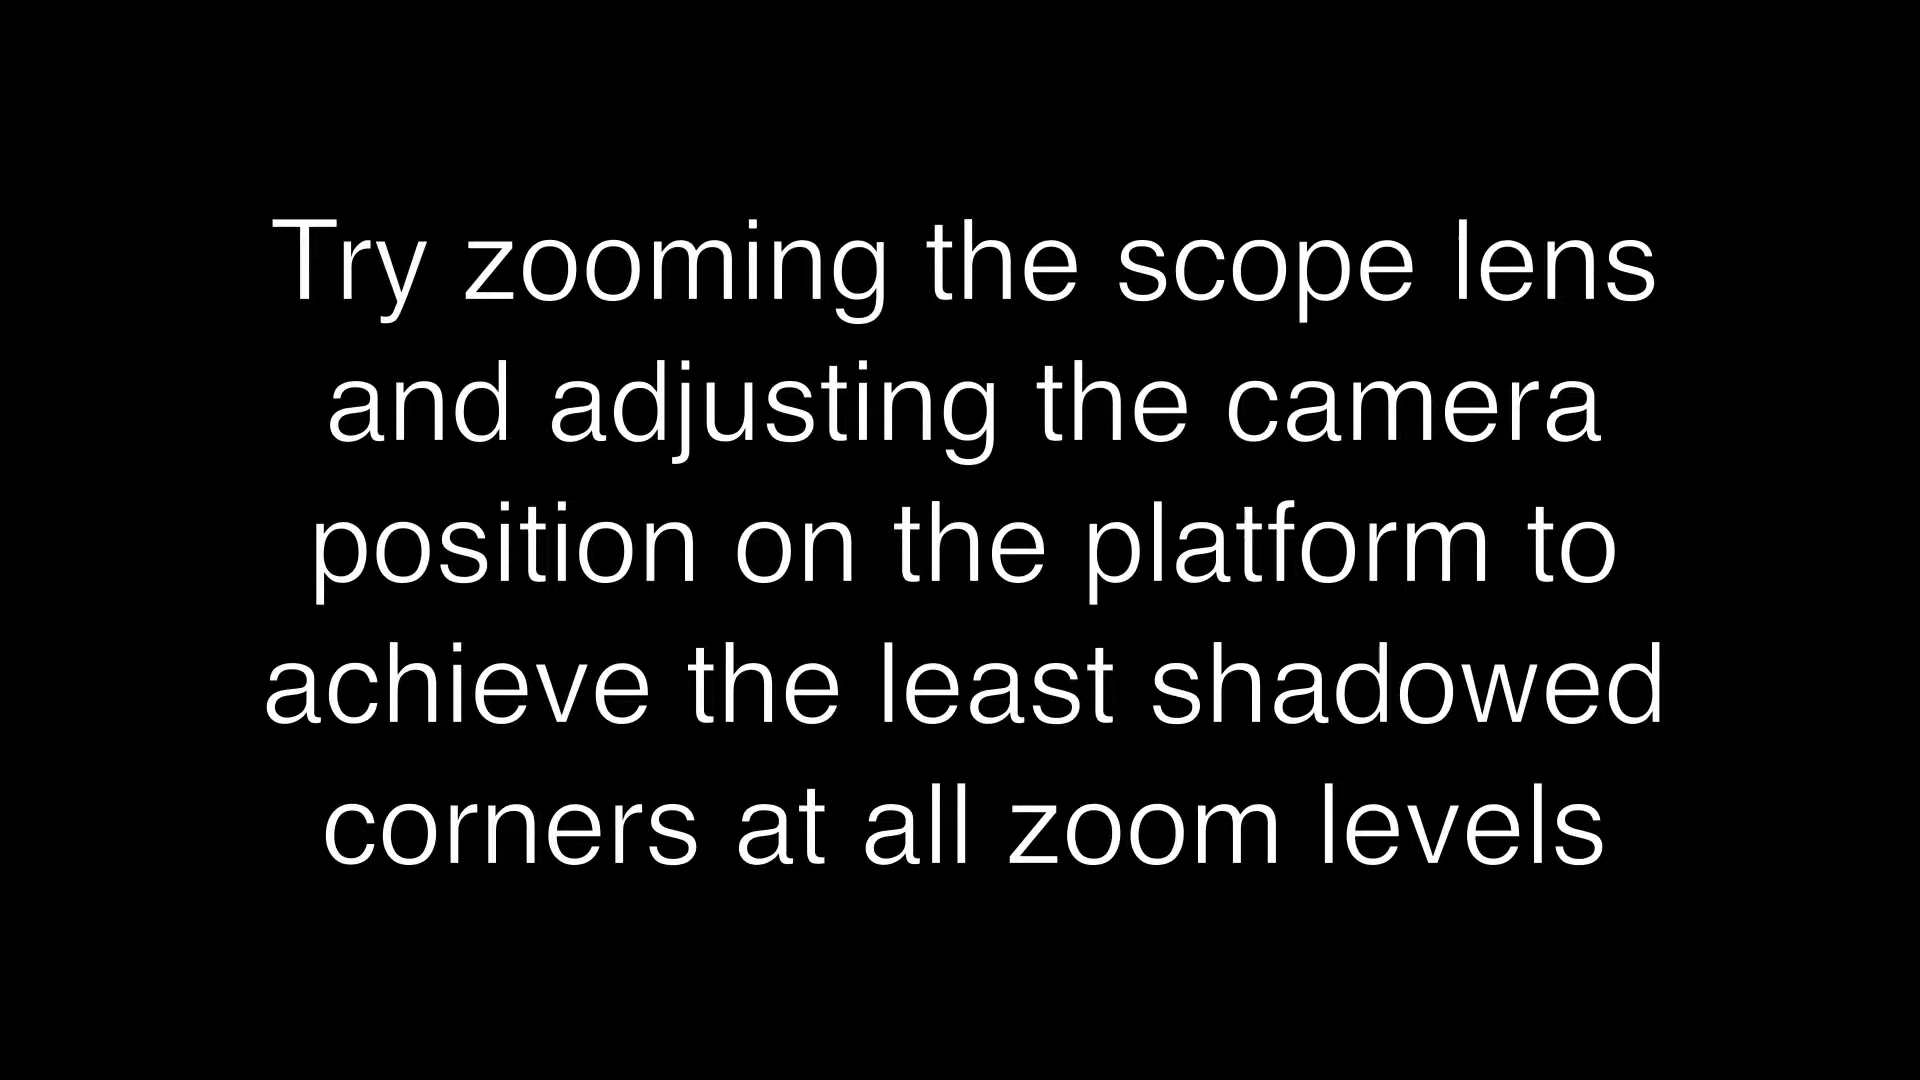 Try zooming the scope lens
and adjusting the camera
position on the platform to
achieve the least shadowed
corners at all zoom levels